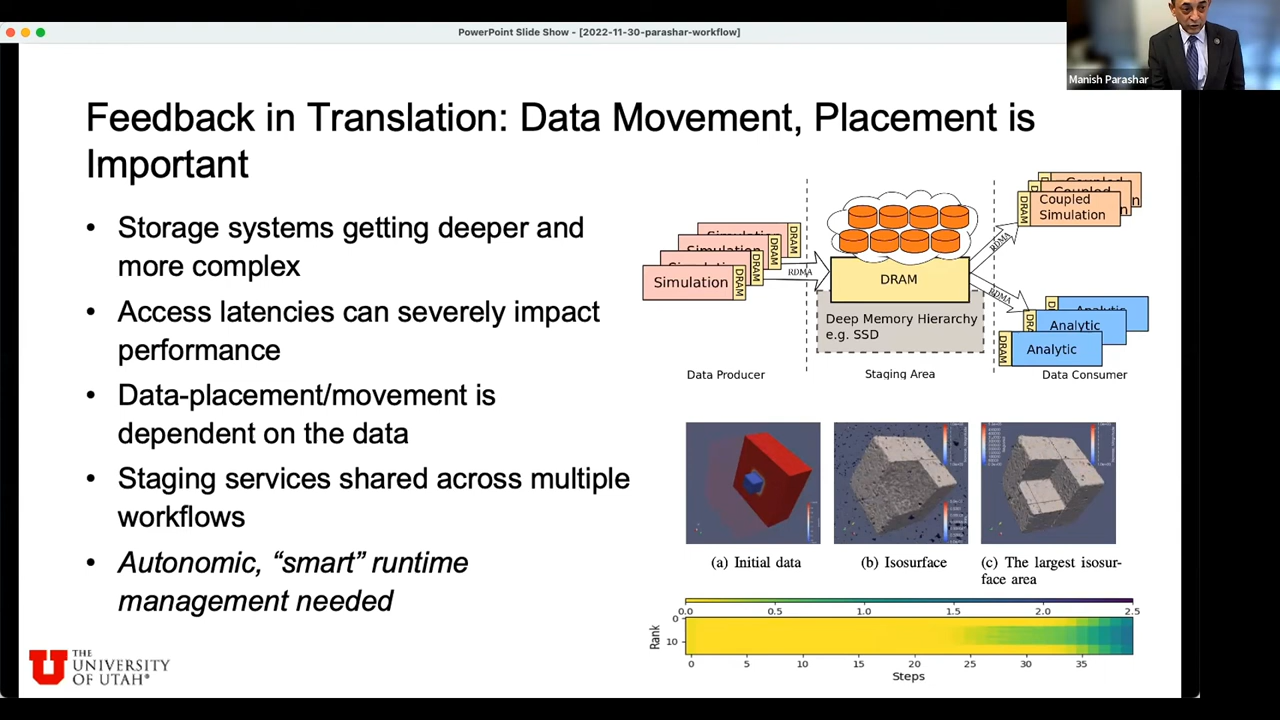 PowerPoint Slide Show - [2022-11-30-parashar-workflow]
Manish Parashar
Feedback in Translation: Data Movement, Placement is
Important
• Storage systems getting deeper and
more complex
• Access latencies can severely impact
performance
• Data-placement/movement is
dependent on the data
• Staging services shared across multiple
workflows
• Autonomic, “smart” runtime
management needed
Simulation DRAM
Simulation DRAM
Simulation DRAM
Simulation DRAM
RDMA
DRAM
Deep Memory Hierarchy
e.g. SSD
RDMA
RDMA
Coupled
Coupled
Coupled
Simulation
DRAM
Analytic
Analytic
Analytic
DRAM
Data Producer
Staging Area
Data Consumer
(a) Initial data
(b) Isosurface
(c) The largest isosur-
face area
0.0 0.5 1.0 1.5 2.0 2.5
Rank
0
10
0 5 10 15 20 25 30 35
Steps
THE
UNIVERSITY
OF UTAH®